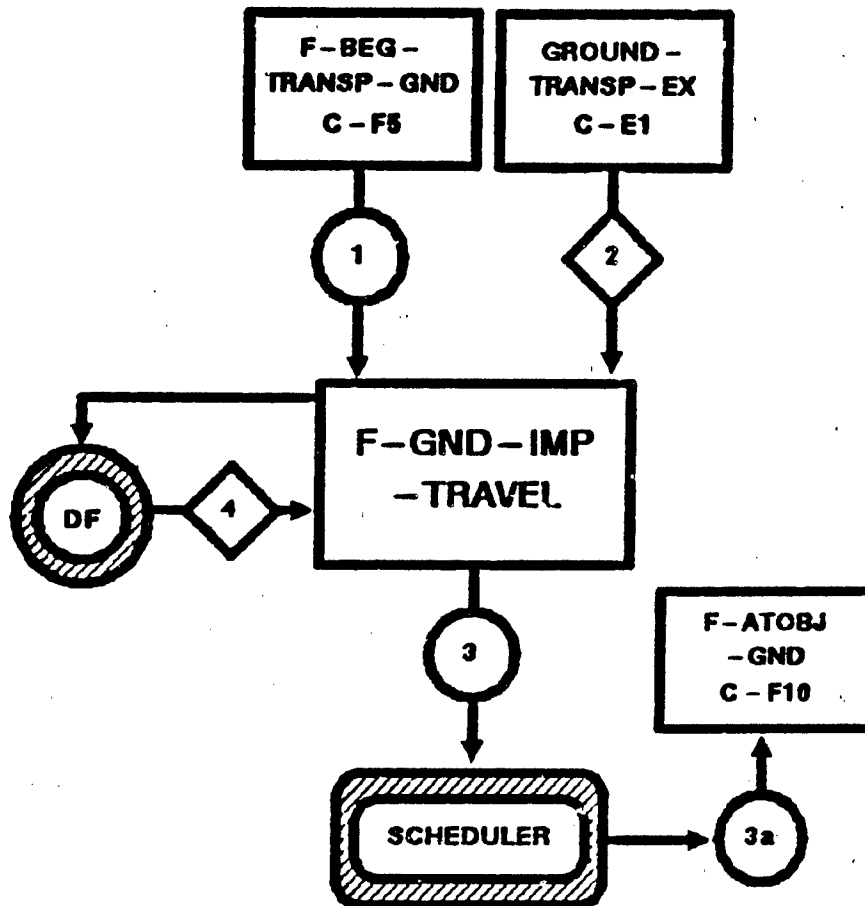 F-BEG-
TRANSP-GND
C-F5
GROUND-
TRANSP-EX
C-E1
1
2
F-GND-IMP
-TRAVEL
DF
4
3
F-ATOBJ
-GND
C-F10
SCHEDULER
3a